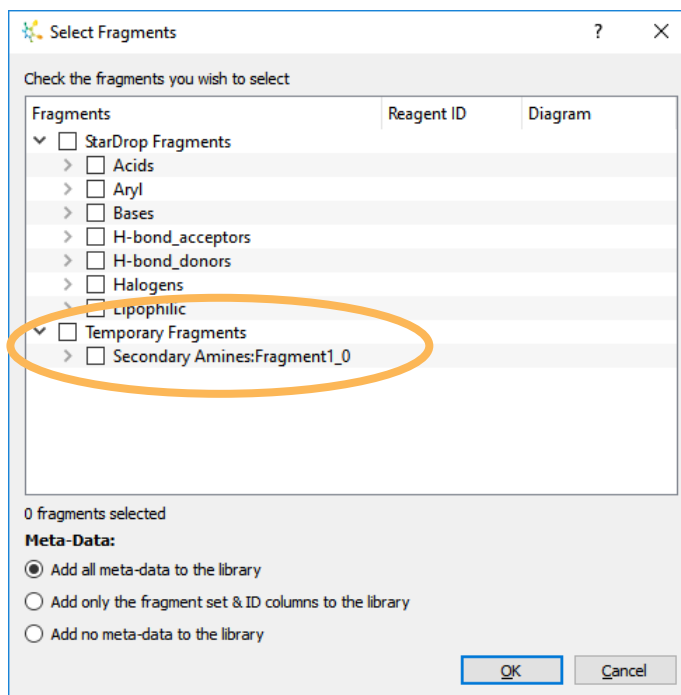 Select Fragments
?
Check the fragments you wish to select
Fragments Reagent ID Diagram
StarDrop Fragments
Acids
Aryl
Bases
H-bond_acceptors
H-bond_donors
Halogens
Lipophilic
Temporary Fragments
Secondary Amines:Fragment1_0
0 fragments selected
Meta-Data:
Add all meta-data to the library
Add only the fragment set & ID columns to the library
Add no meta-data to the library
OK Cancel